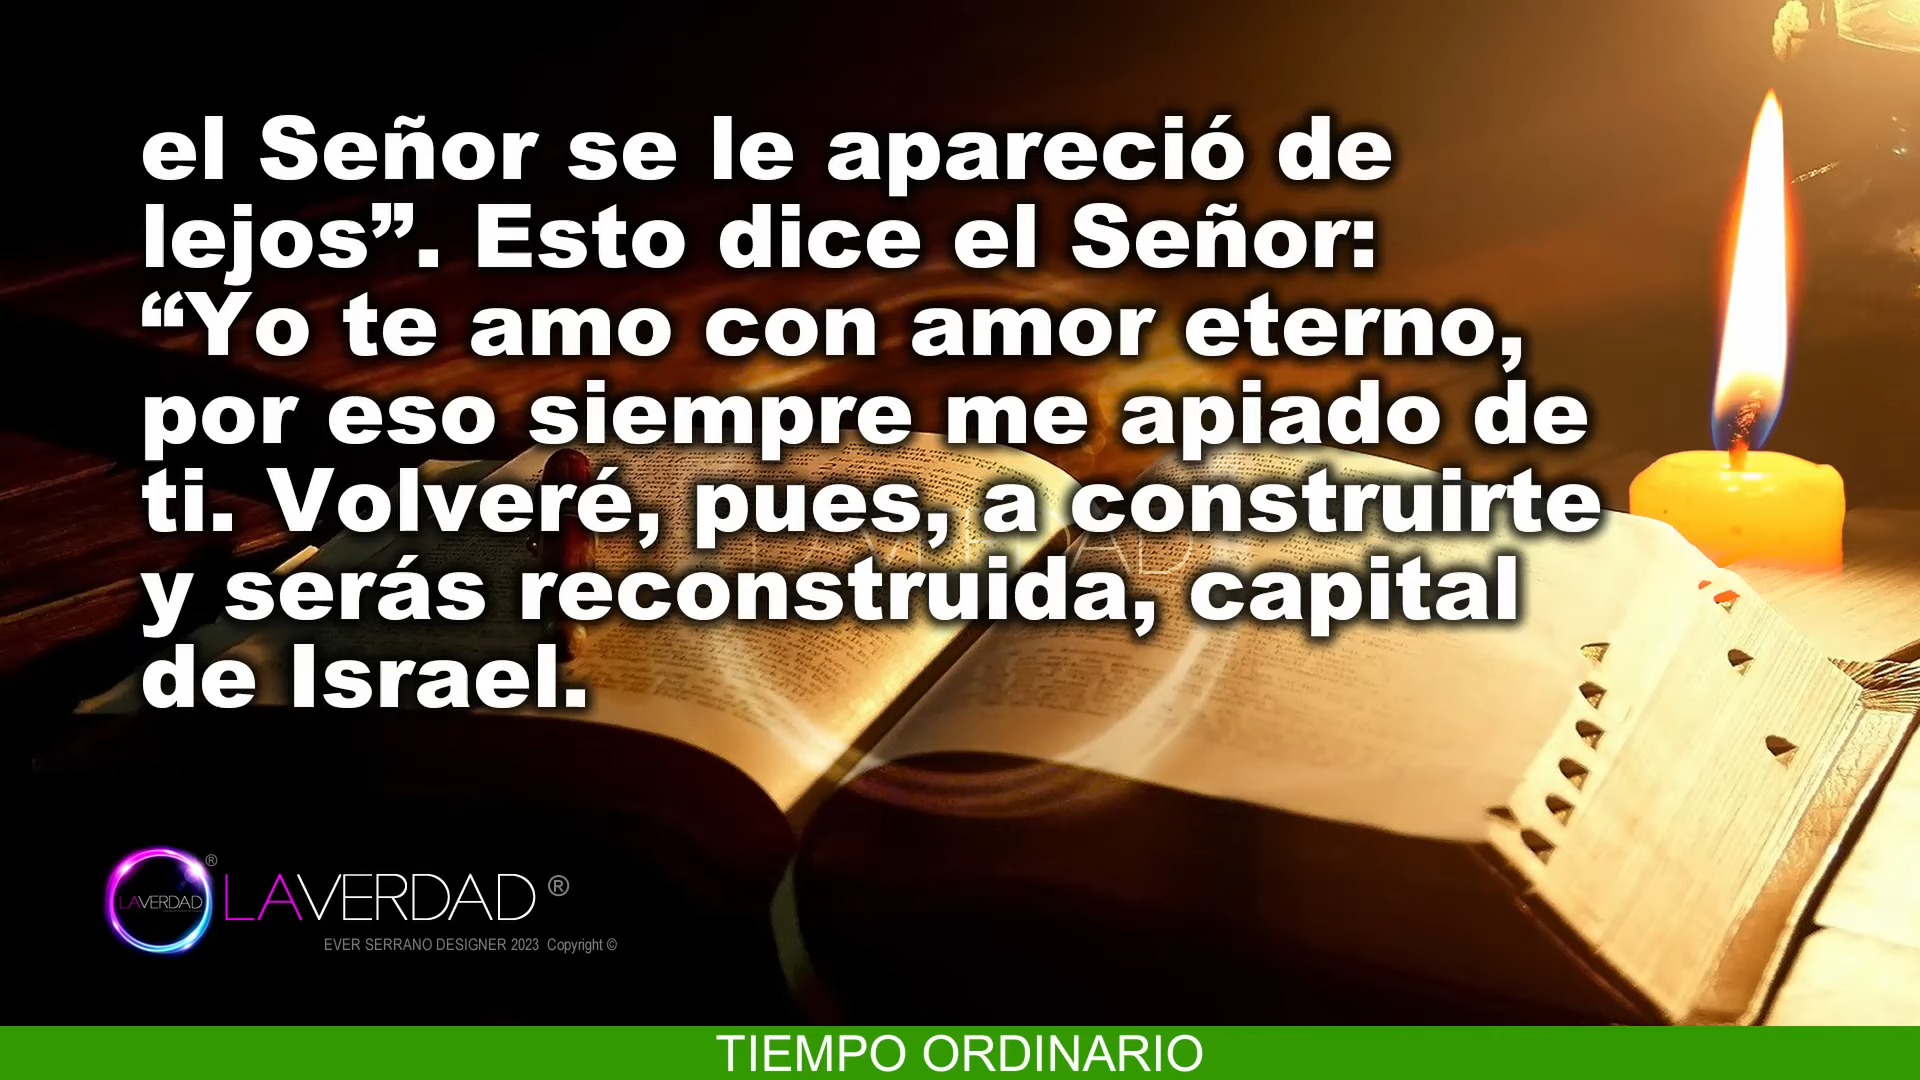 el Señor se le apareció de
lejos”. Esto dice el Señor:
“Yo te amo con amor eterno,
por eso siempre me apiado de
ti. Volveré, pues, a construirte
y serás reconstruida, capital
de Israel.
LAVERDAD ®
LAVERDAD ®
EVER SERRANO DESIGNER 2023 Copyright ©
TIEMPO ORDINARIO